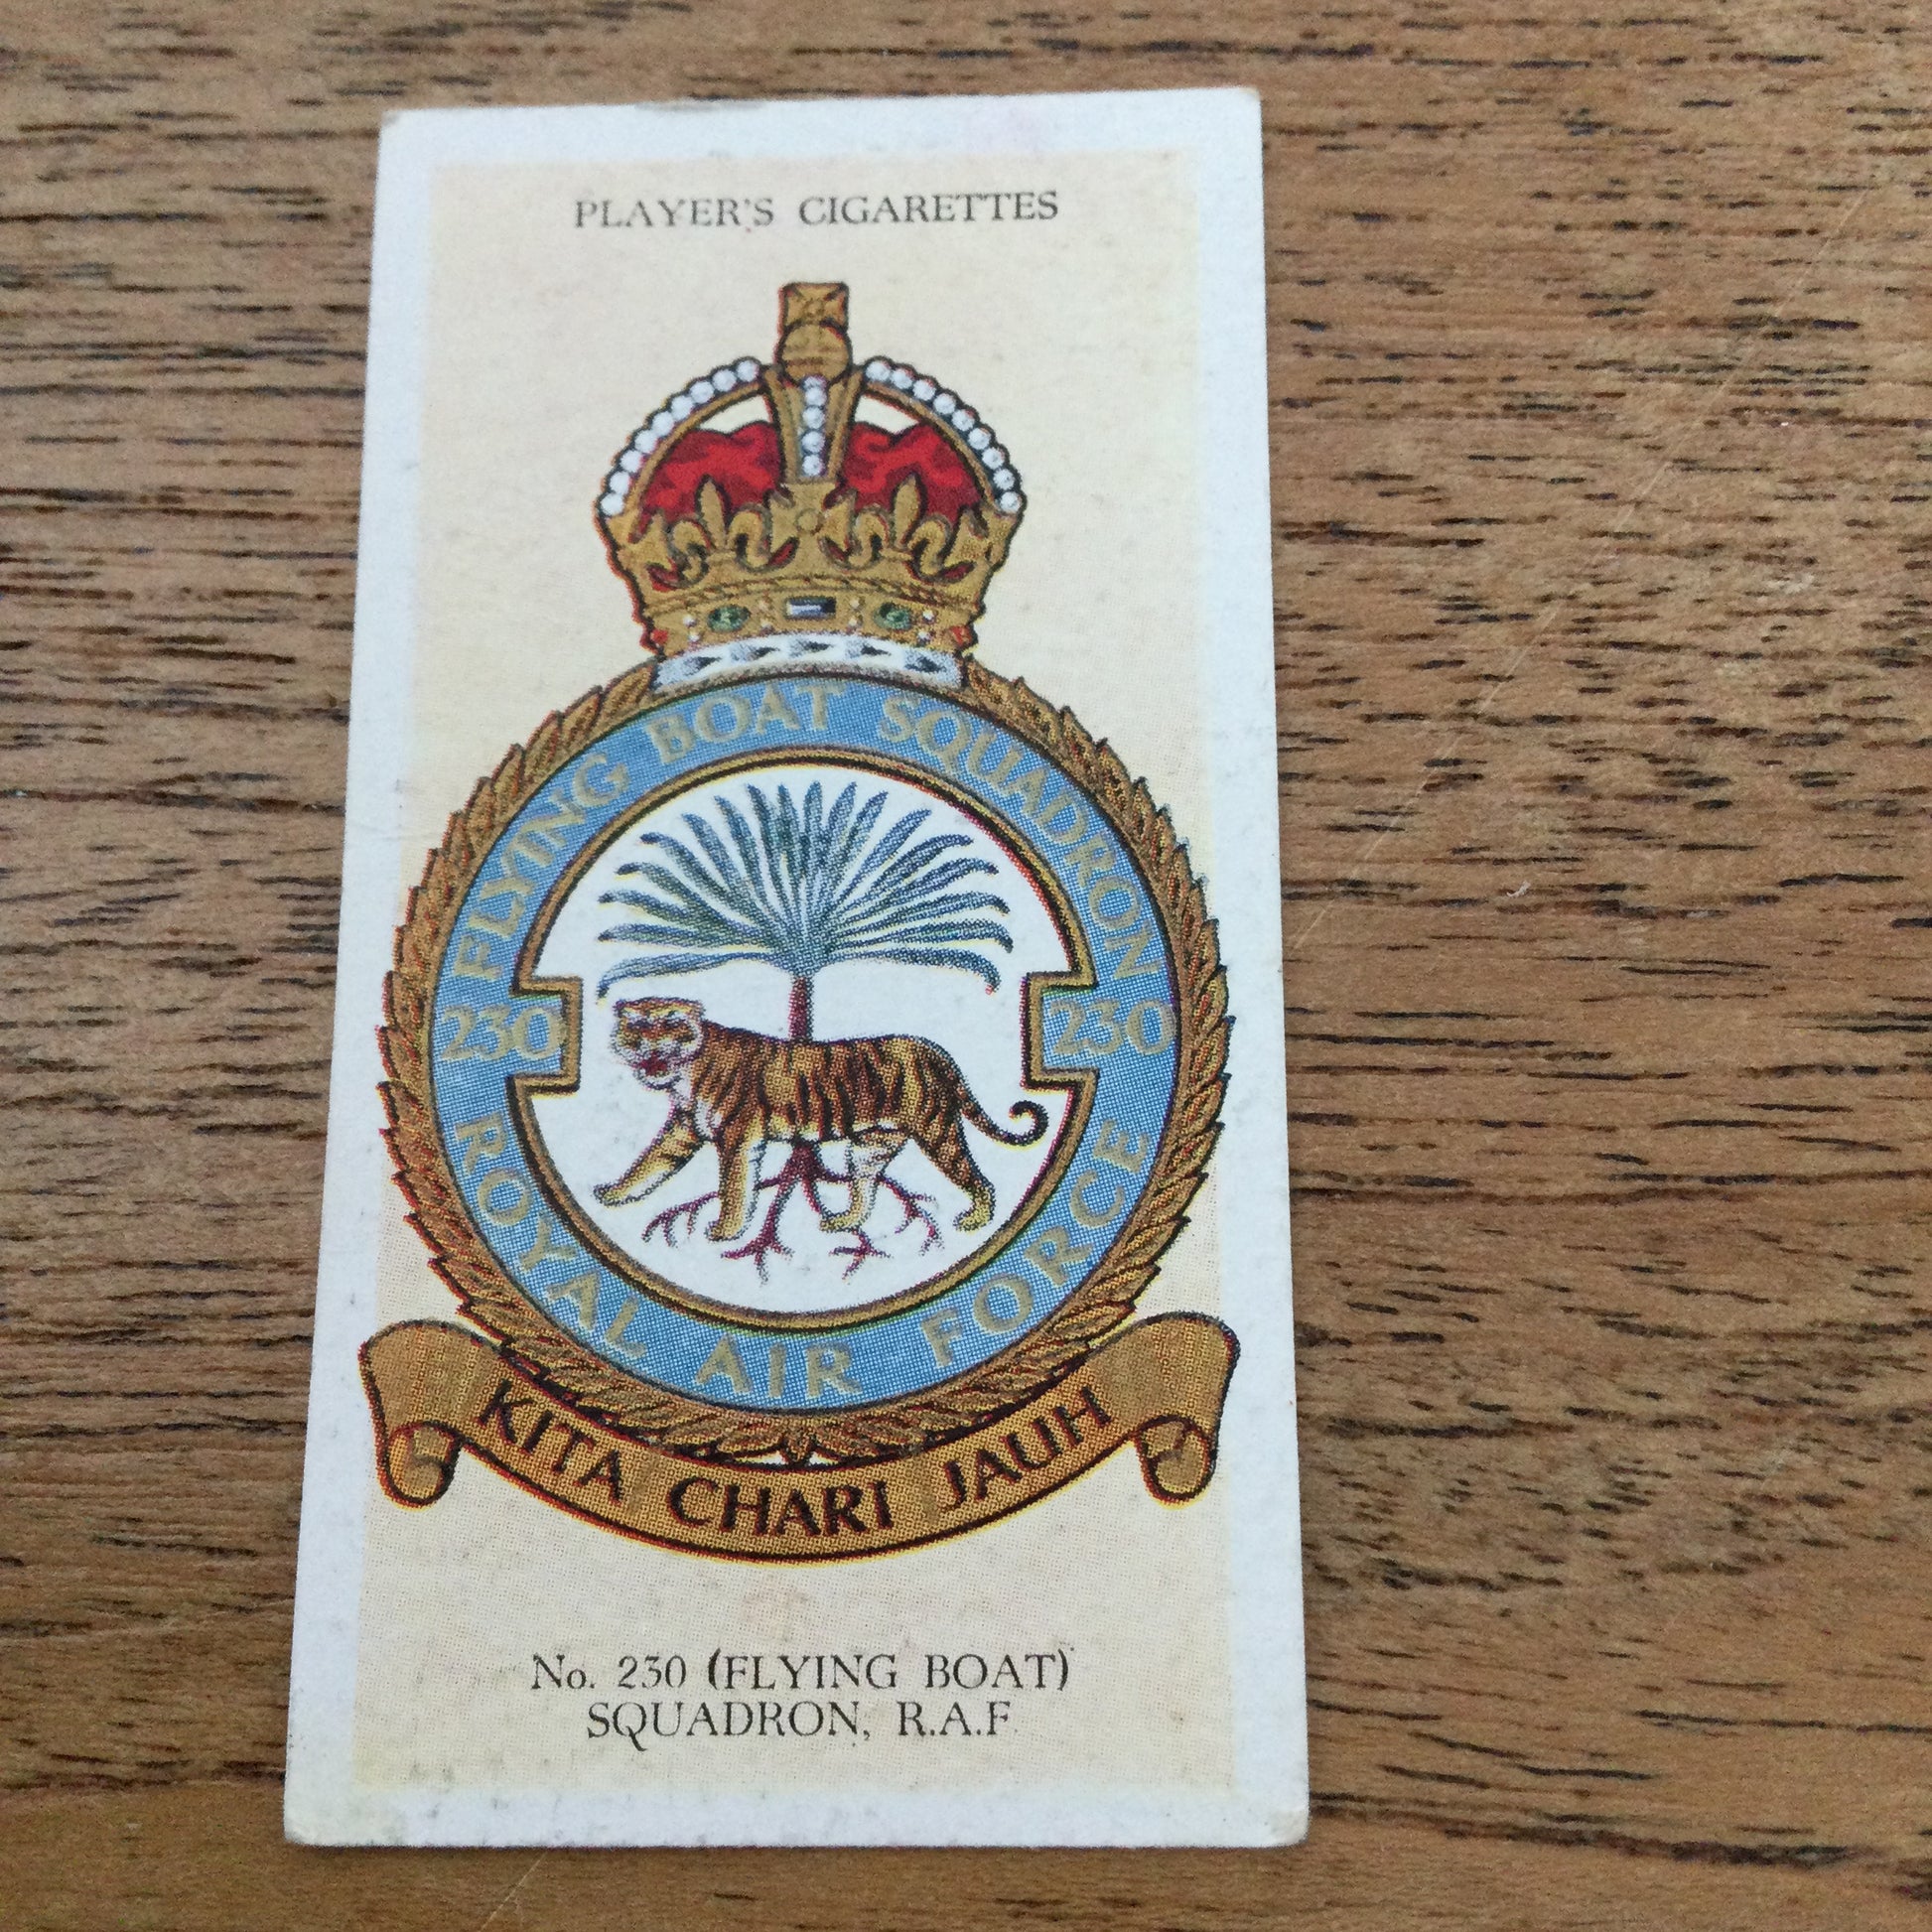 PLAYER'S CIGARETTES
FLYING BOAT SQUADRON
230 230
ROYAL AIR FORCE
KITA CHARI JAUH
No. 230 (FLYING BOAT)
SQUADRON, R.A.F.